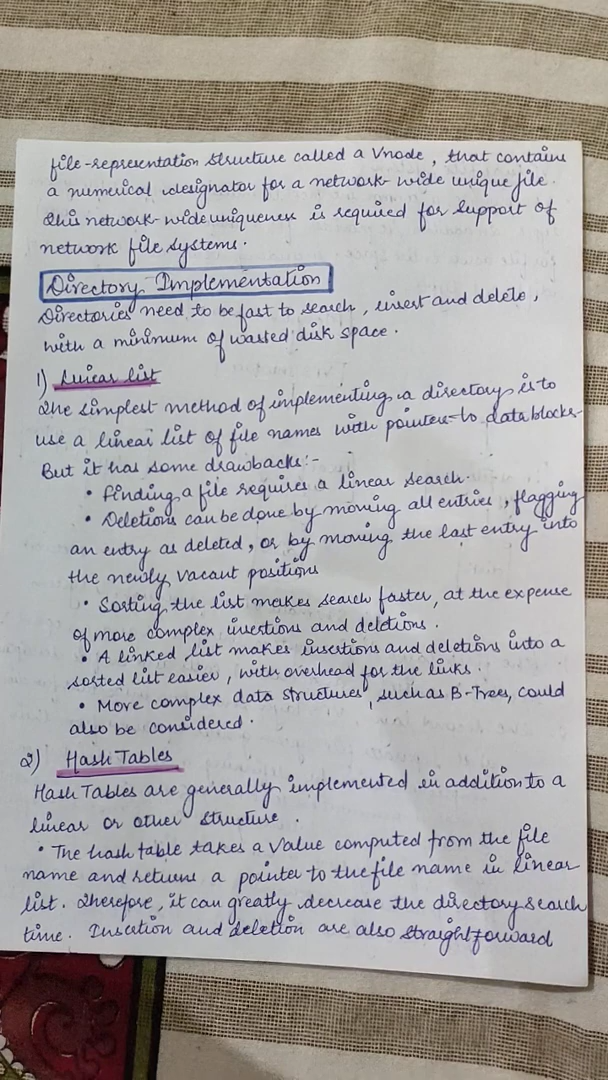 file-representation structure called a Vnode, that contains
a numerical designator for a network-wide unique file.
This network-wide uniqueness is required for support of
network file systems.
Directory Implementation
Directories need to be fast to search, insert and delete,
with a minimum of wasted disk space.
1) Linear list
The simplest method of implementing a directory is to
use a linear list of file names with pointers to data blocks
But it has some drawbacks:-
• Finding a file requires a linear search.
• Deletions can be done by moving all entries, flagging
an entry as deleted, or by moving the last entry into
the newly vacant positions
• Sorting the list makes search faster, at the expense
of more complex insertions and deletions.
• A linked list makes insertions and deletions into a
sorted list easier, with overhead for the links.
• More complex data structures, such as B-Trees, could
also be considered.
2) Hash Tables
Hash Tables are generally implemented in addition to a
linear or other structure.
• The hash table takes a value computed from the file
name and returns a pointer to the file name in linear
list. Therefore, it can greatly decrease the directory search
time. Insertion and deletion are also straightforward